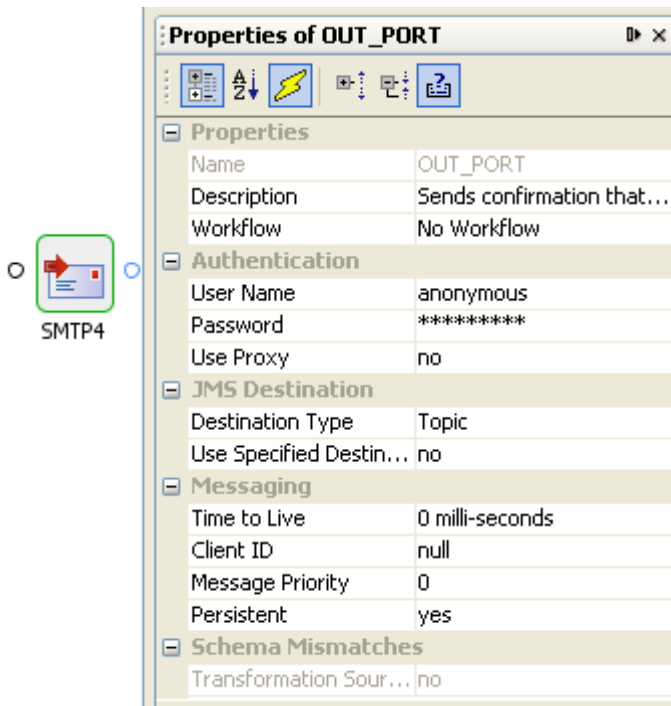 Properties of OUT_PORT
Properties
Name OUT_PORT
Description Sends confirmation that...
Workflow No Workflow
Authentication
User Name anonymous
Password *********
Use Proxy no
JMS Destination
Destination Type Topic
Use Specified Destin... no
Messaging
Time to Live 0 milli-seconds
Client ID null
Message Priority 0
Persistent yes
Schema Mismatches
Transformation Sour... no
SMTP4